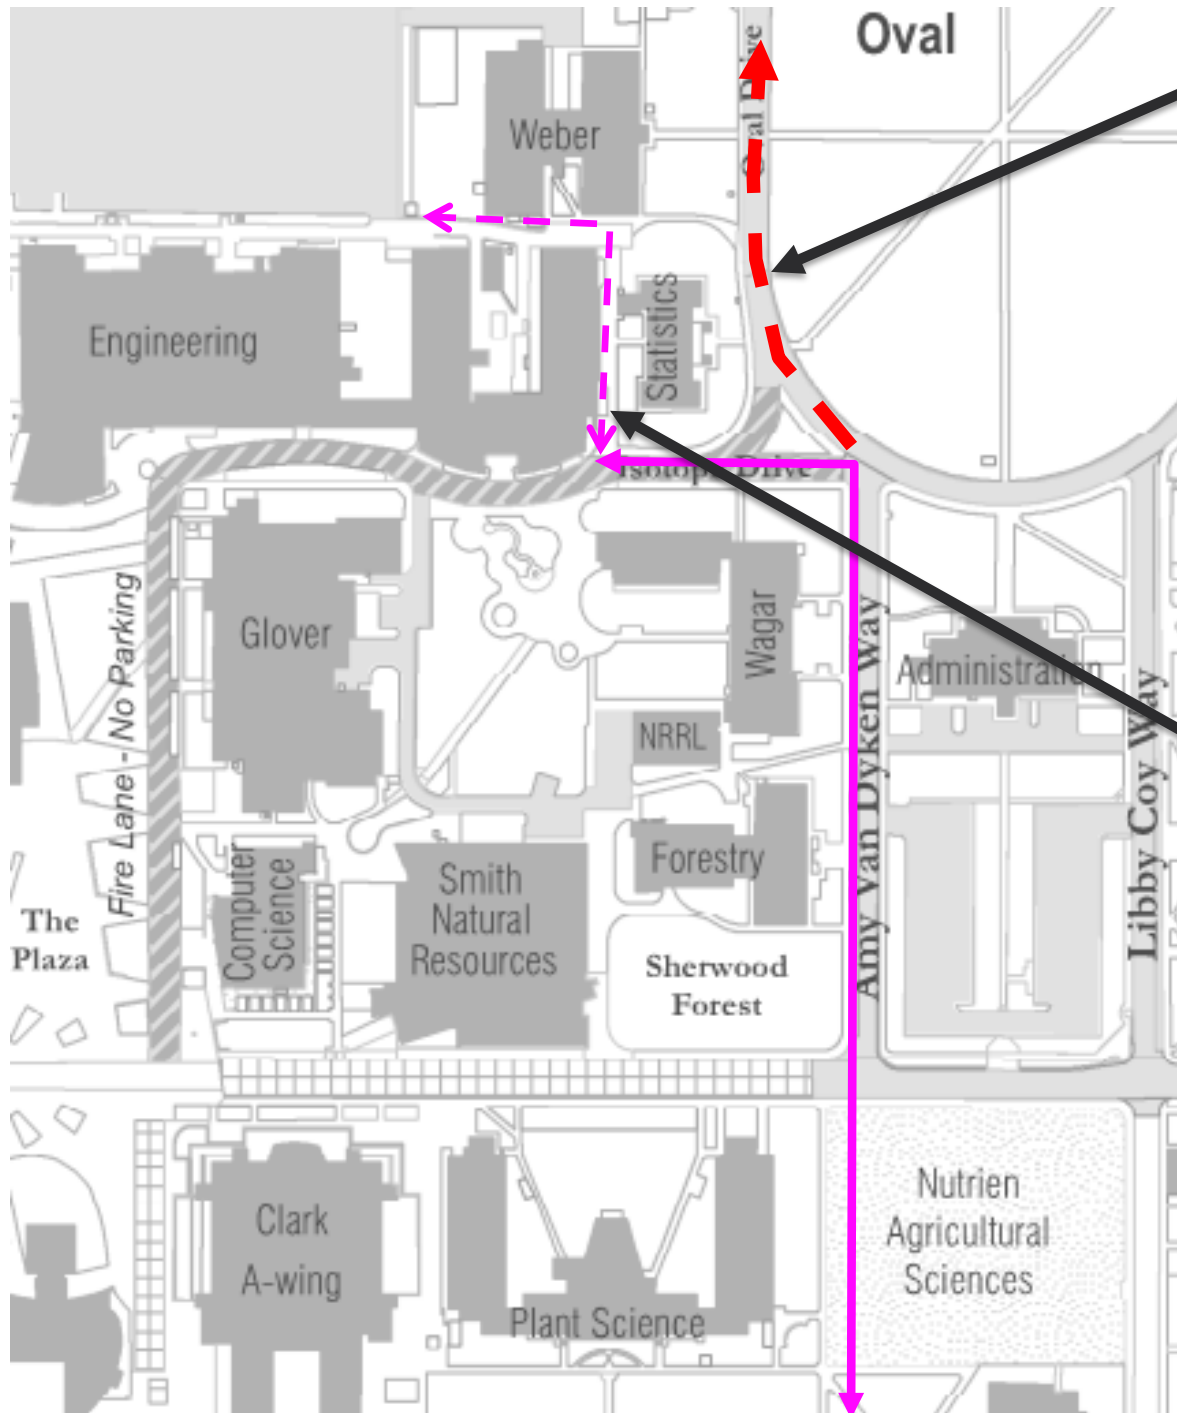 Oval
Oval Drive
Weber
Engineering
Statistics
Isotope Drive
Glover
Fire Lane - No Parking
Wagar
NRRL
Administration
Amy Van Dyken Way
Libby Coy Way
Computer
Science
Smith
Natural
Resources
Forestry
The
Plaza
Sherwood
Forest
Clark
A-wing
Plant Science
Nutrien
Agricultural
Sciences